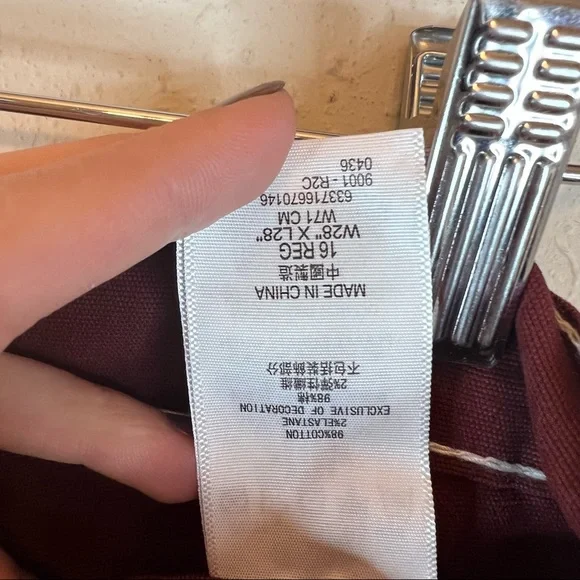 98%COTTON
2%ELASTANE
EXCLUSIVE OF DECORATION
98%棉
2%彈性纖維
不包括裝飾部分
MADE IN CHINA
中國製造
16 REG
W28" X L28"
W71 CM
633716670146
9001 - R2C
0436